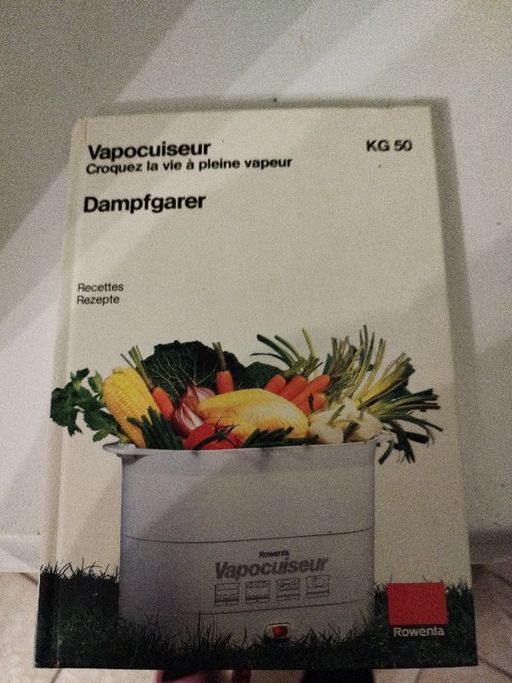 Vapocuiseur
KG 50
Croquez la vie à pleine vapeur
Dampfgarer
Recettes
Rezepte
Rowenta
Vapocuiseur
Rowenta